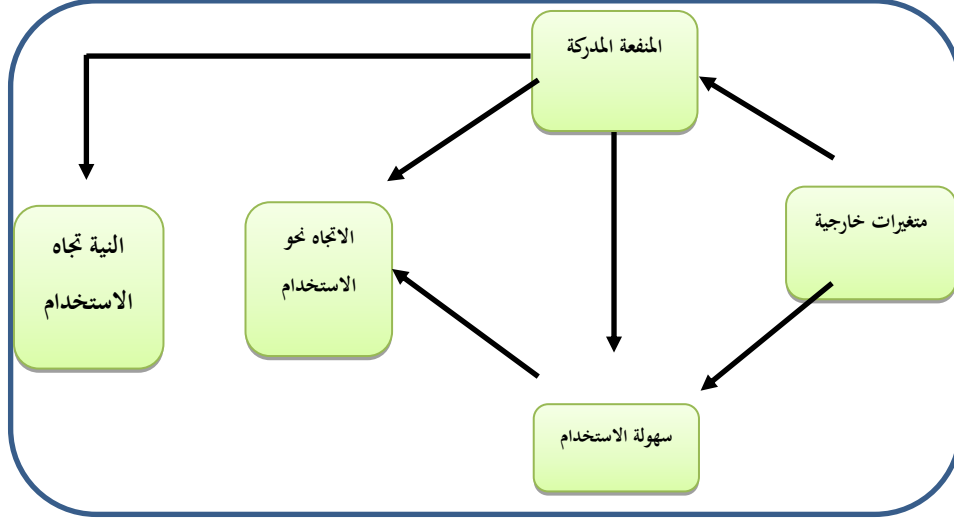 المنفعة المدركة
متغيرات خارجية
الاتجاه نحو
الاستخدام
النية تجاه
الاستخدام
سهولة الاستخدام